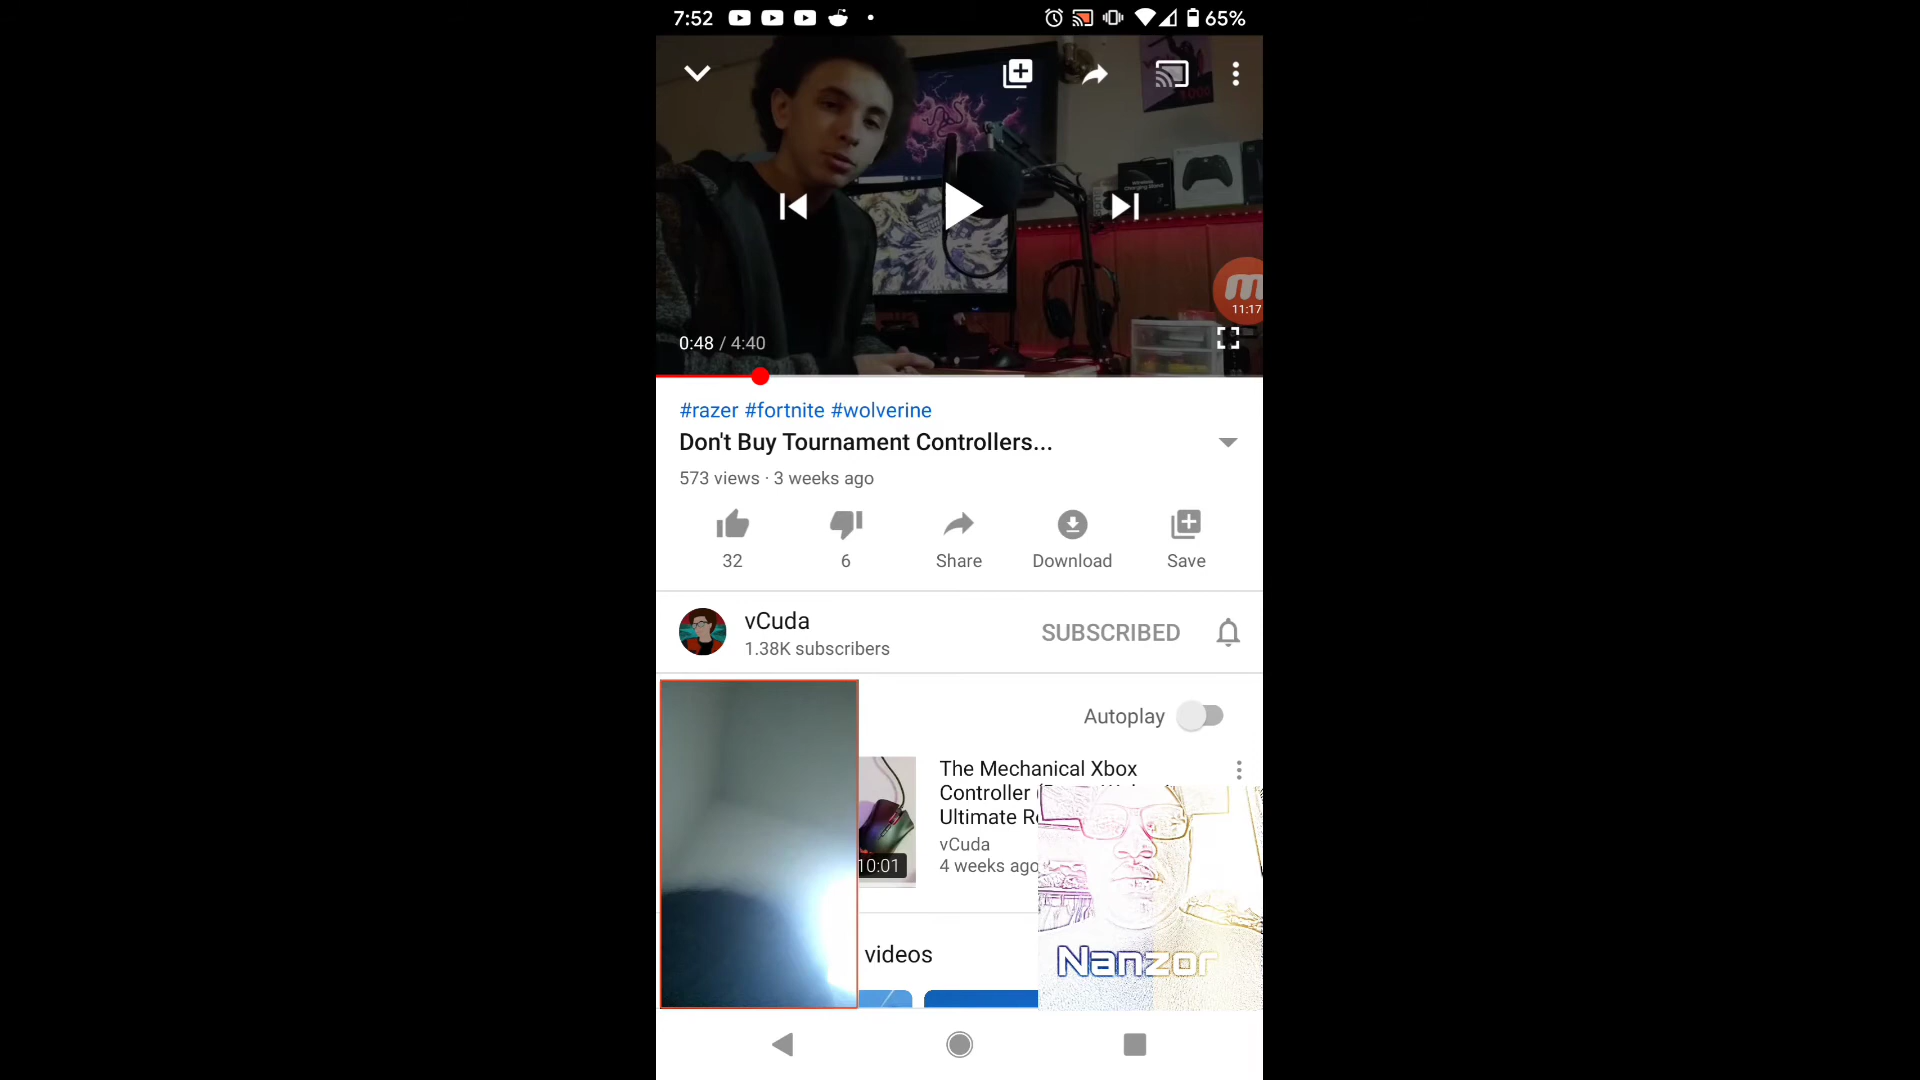 7:52
65%
11:17
0:48 / 4:40
#razer #fortnite #wolverine
Don't Buy Tournament Controllers...
573 views · 3 weeks ago
32
6
Share
Download
Save
vCuda
1.38K subscribers
SUBSCRIBED
Autoplay
The Mechanical Xbox
Controller
Ultimate
vCuda
4 weeks ago
10:01
videos
Nanzor